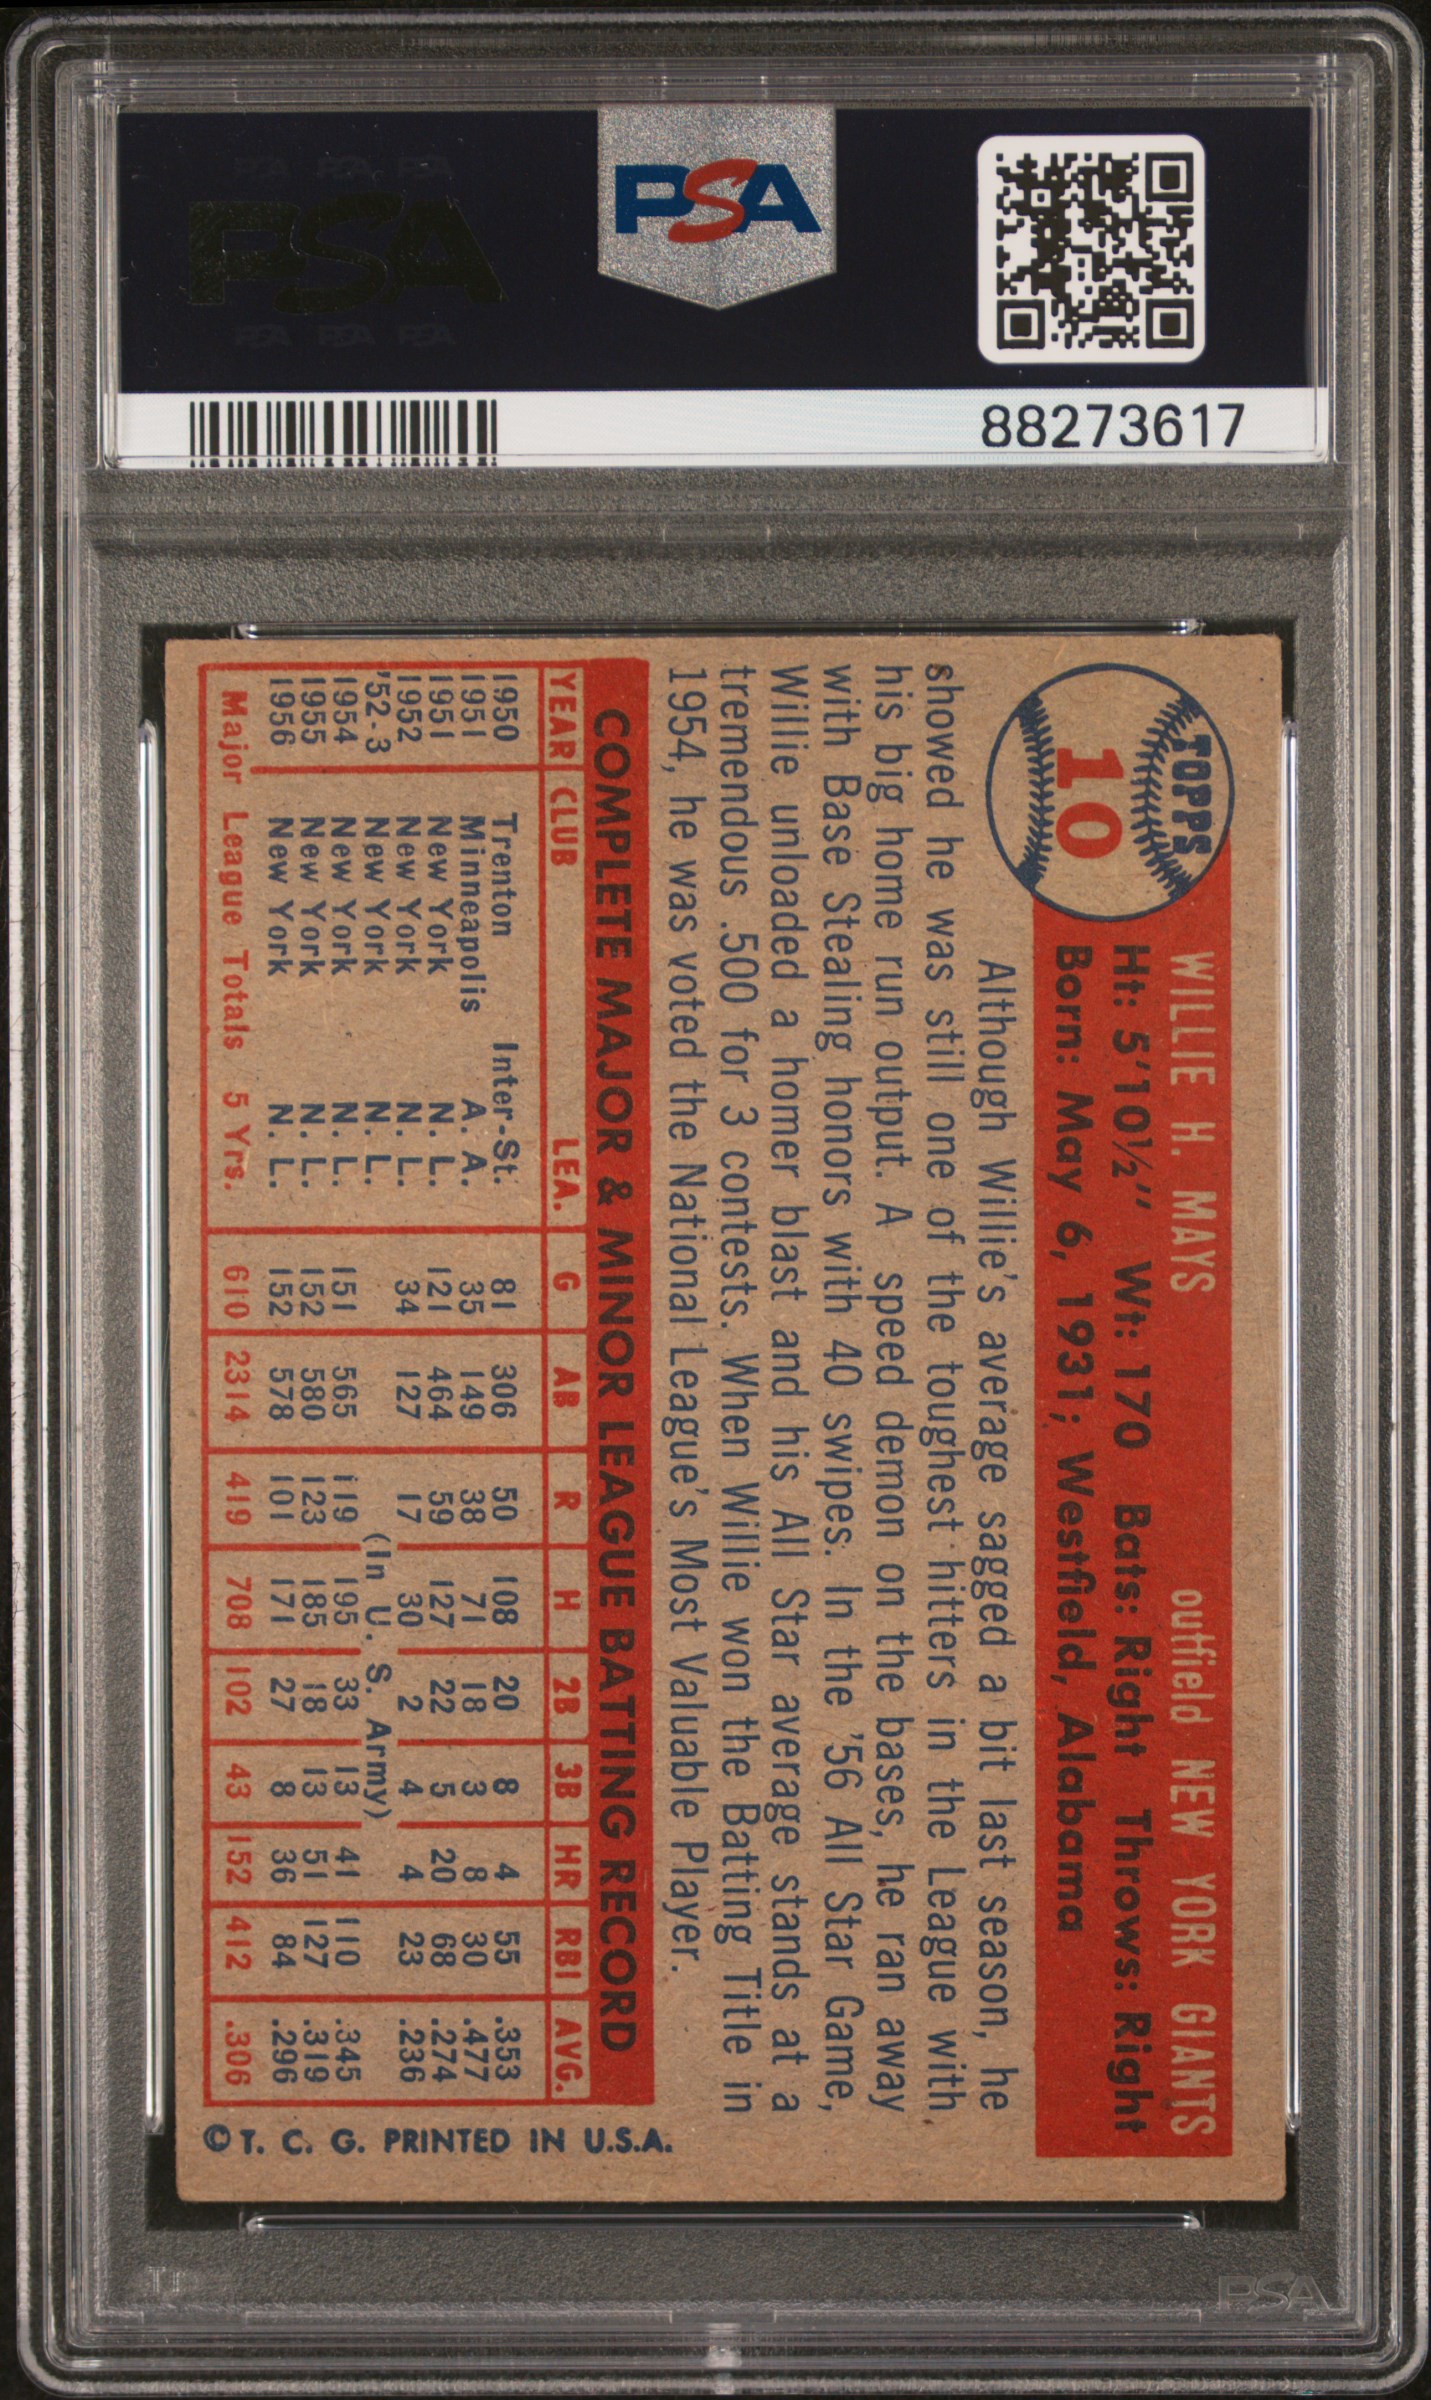 PSA PSA PSA
PSA
PSA PSA PSA
PSA
88273617
TOPPS
10
WILLIE H. MAYS outfield NEW YORK GIANTS
Ht: 5'10½" Wt: 170 Bats: Right Throws: Right
Born: May 6, 1931; Westfield, Alabama
Although Willie's average sagged a bit last season, he
showed he was still one of the toughest hitters in the League with
his big home run output. A speed demon on the bases, he ran away
with Base Stealing honors with 40 swipes. In the '56 All Star Game,
Willie unloaded a homer blast and his All Star average stands at a
tremendous .500 for 3 contests. When Willie won the Batting Title in
1954, he was voted the National League's Most Valuable Player.
COMPLETE MAJOR & MINOR LEAGUE BATTING RECORD
YEAR CLUB LEA. G AB R H 2B 3B HR RBI AVG.
1950 Trenton Inter-St. 81 306 50 108 20 8 4 55 .353
1951 Minneapolis A. A. 35 149 38 71 18 3 8 30 .477
1951 New York N. L. 121 464 59 127 22 5 20 68 .274
1952 New York N. L. 34 127 17 30 2 4 4 23 .236
'52-3 New York N. L. (In U. S. Army)
1954 New York N. L. 151 565 119 195 33 13 41 110 .345
1955 New York N. L. 152 580 123 185 18 13 51 127 .319
1956 New York N. L. 152 578 101 171 27 8 36 84 .296
Major League Totals 5 Yrs. 610 2314 419 708 102 43 152 412 .306
© T. C. G. PRINTED IN U.S.A.
PSA